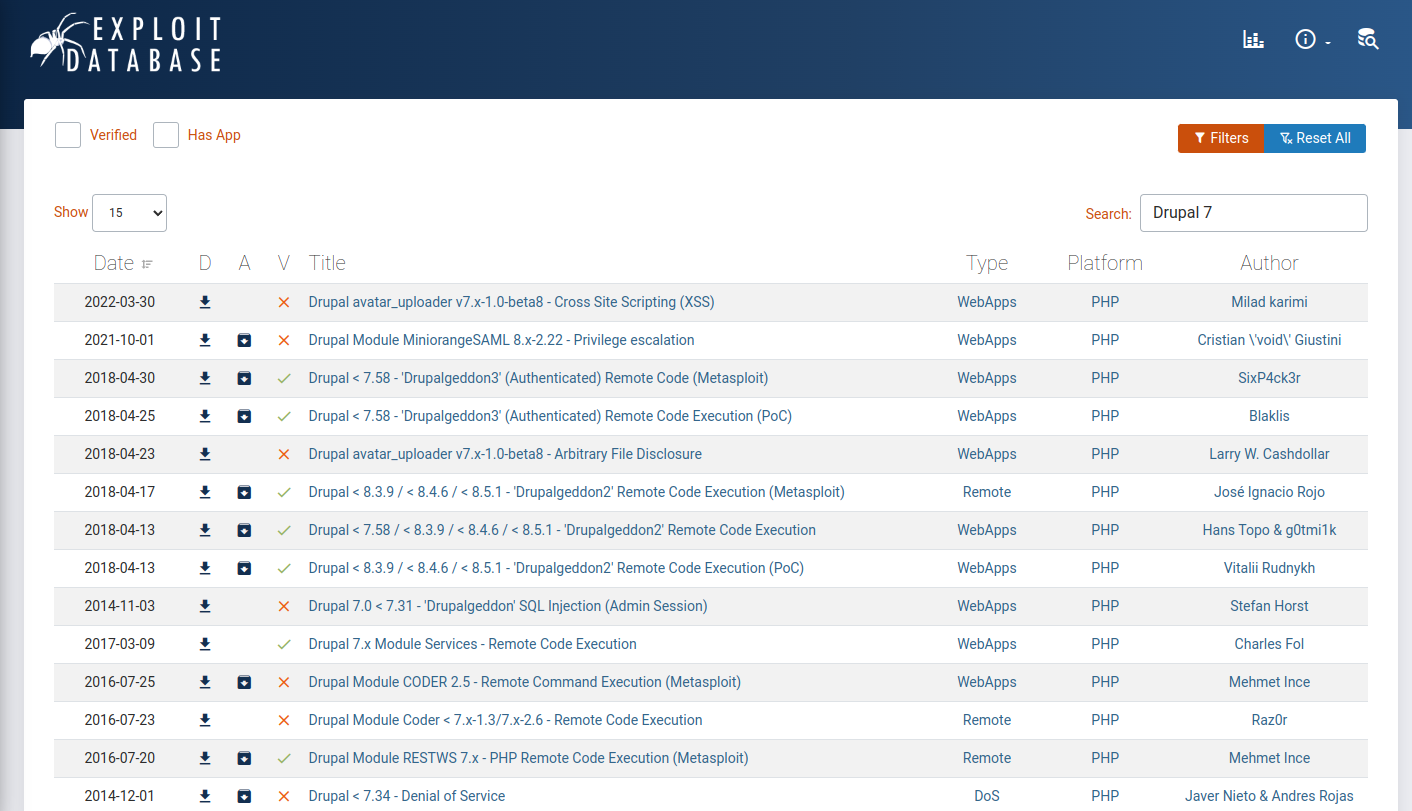 EXPLOIT
DATABASE
Verified Has App Filters Reset All
Show 15 Search: Drupal 7
Date D A V Title Type Platform Author
2022-03-30 Drupal avatar_uploader v7.x-1.0-beta8 - Cross Site Scripting (XSS) WebApps PHP Milad karimi
2021-10-01 Drupal Module MiniorangeSAML 8.x-2.22 - Privilege escalation WebApps PHP Cristian \'void\' Giustini
2018-04-30 Drupal < 7.58 - 'Drupalgeddon3' (Authenticated) Remote Code (Metasploit) WebApps PHP SixP4ck3r
2018-04-25 Drupal < 7.58 - 'Drupalgeddon3' (Authenticated) Remote Code Execution (PoC) WebApps PHP Blaklis
2018-04-23 Drupal avatar_uploader v7.x-1.0-beta8 - Arbitrary File Disclosure WebApps PHP Larry W. Cashdollar
2018-04-17 Drupal < 8.3.9 / < 8.4.6 / < 8.5.1 - 'Drupalgeddon2' Remote Code Execution (Metasploit) Remote PHP José Ignacio Rojo
2018-04-13 Drupal < 7.58 / < 8.3.9 / < 8.4.6 / < 8.5.1 - 'Drupalgeddon2' Remote Code Execution WebApps PHP Hans Topo & g0tmi1k
2018-04-13 Drupal < 8.3.9 / < 8.4.6 / < 8.5.1 - 'Drupalgeddon2' Remote Code Execution (PoC) WebApps PHP Vitalii Rudnykh
2014-11-03 Drupal 7.0 < 7.31 - 'Drupalgeddon' SQL Injection (Admin Session) WebApps PHP Stefan Horst
2017-03-09 Drupal 7.x Module Services - Remote Code Execution WebApps PHP Charles Fol
2016-07-25 Drupal Module CODER 2.5 - Remote Command Execution (Metasploit) WebApps PHP Mehmet Ince
2016-07-23 Drupal Module Coder < 7.x-1.3/7.x-2.6 - Remote Code Execution Remote PHP Raz0r
2016-07-20 Drupal Module RESTWS 7.x - PHP Remote Code Execution (Metasploit) Remote PHP Mehmet Ince
2014-12-01 Drupal < 7.34 - Denial of Service DoS PHP Javer Nieto & Andres Rojas